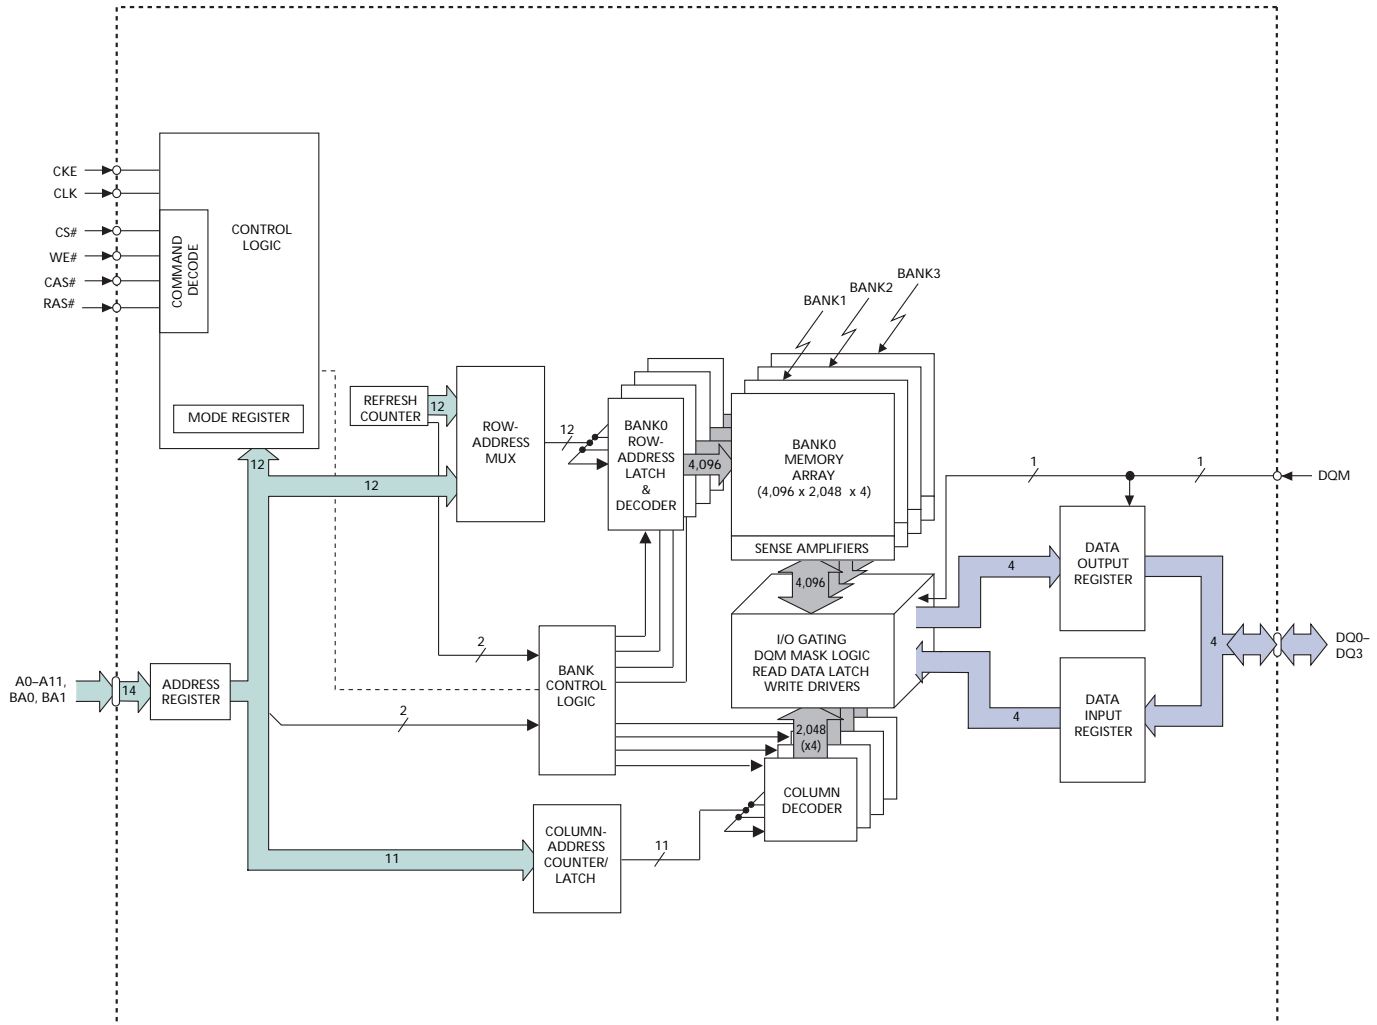 CKE
CLK
CS#
WE#
CAS#
RAS#
COMMAND
DECODE
CONTROL
LOGIC
MODE REGISTER
12
REFRESH
COUNTER
12
12
ROW-
ADDRESS
MUX
12
BANK0
ROW-
ADDRESS
LATCH
&
DECODER
4,096
BANK1
BANK2
BANK3
BANK0
MEMORY
ARRAY
(4,096 x 2,048 x 4)
SENSE AMPLIFIERS
4,096
I/O GATING
DQM MASK LOGIC
READ DATA LATCH
WRITE DRIVERS
2,048
(x4)
COLUMN
DECODER
1
1
DQM
DATA
OUTPUT
REGISTER
4
4
DQ0–
DQ3
DATA
INPUT
REGISTER
4
A0–A11,
BA0, BA1
14
ADDRESS
REGISTER
2
2
BANK
CONTROL
LOGIC
11
COLUMN-
ADDRESS
COUNTER/
LATCH
11